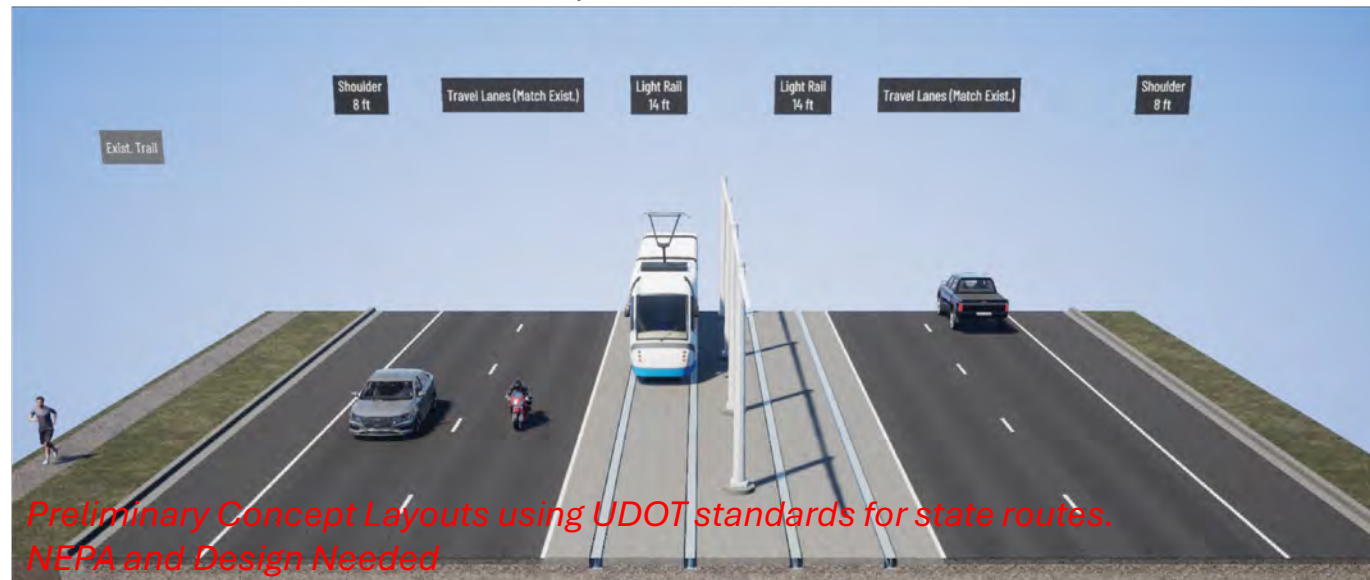 Shoulder
8 ft
Travel Lanes (Match Exist.)
Light Rail
14 ft
Light Rail
14 ft
Travel Lanes (Match Exist.)
Shoulder
8 ft
Exist. Trail
Preliminary Concept Layouts using UDOT standards for state routes.
NEPA and Design Needed